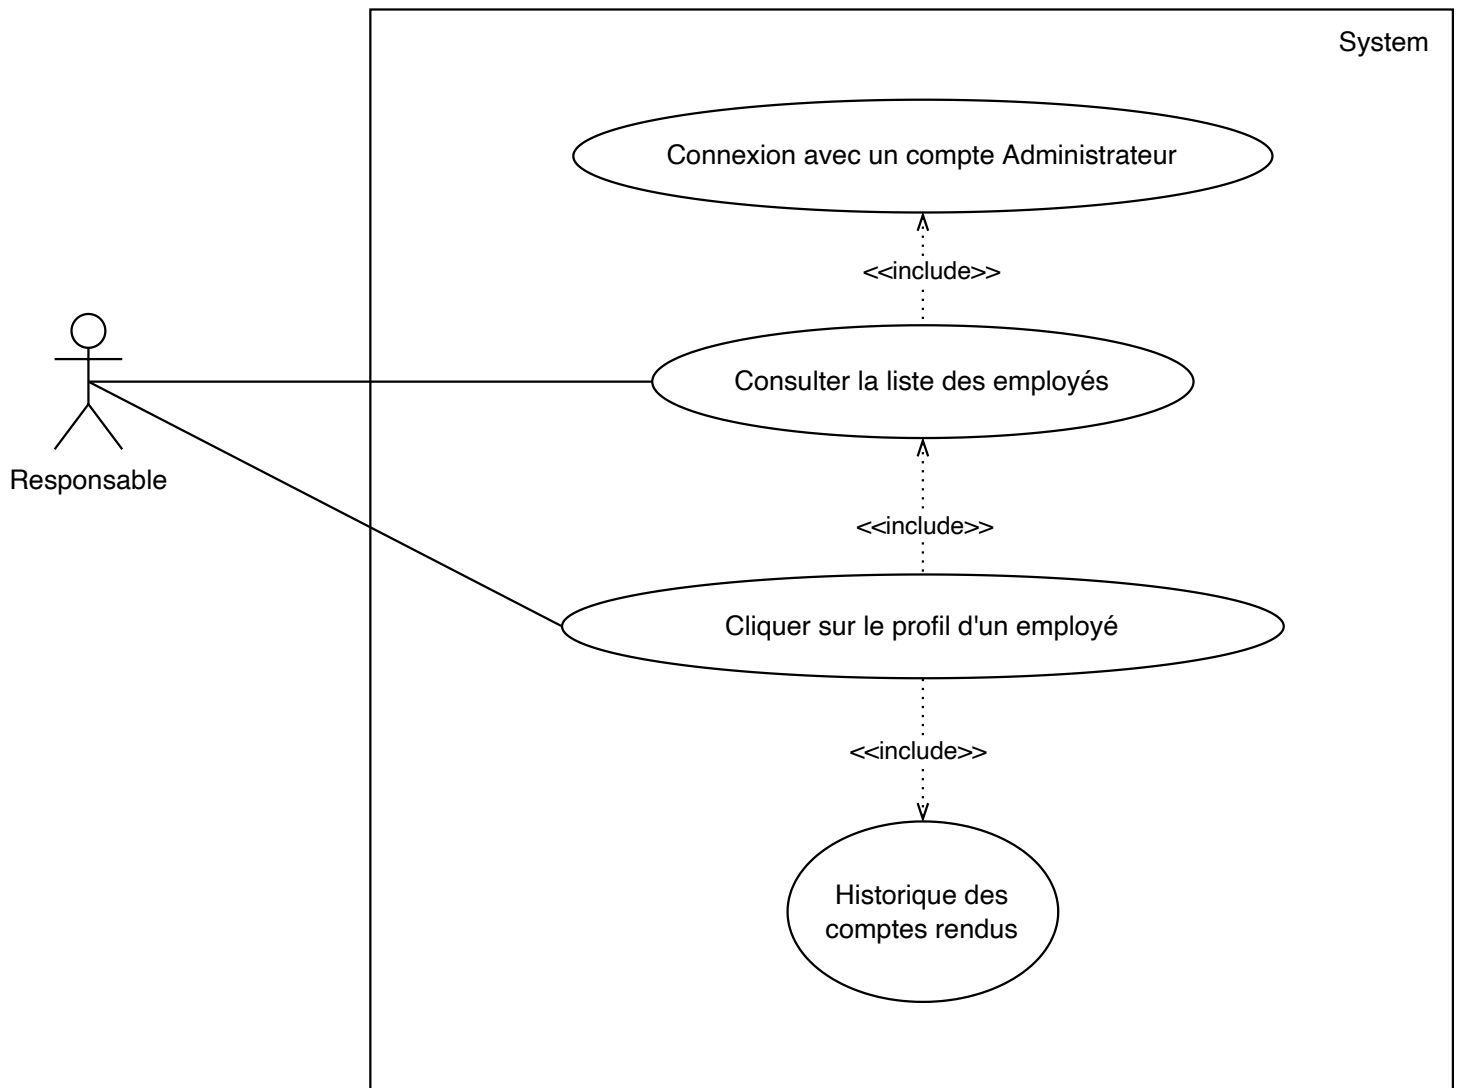 System
Connexion avec un compte Administrateur
<<include>>
Consulter la liste des employés
Responsable
<<include>>
Cliquer sur le profil d'un employé
<<include>>
Historique des
comptes rendus